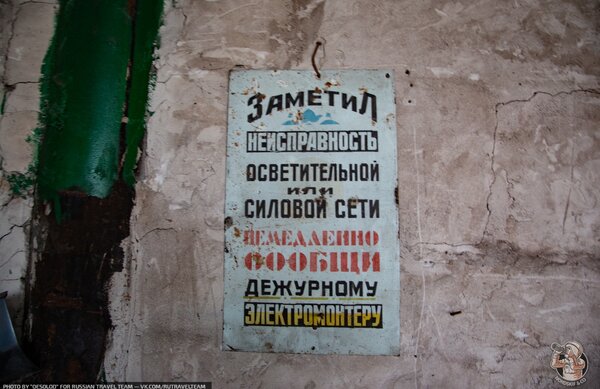 ЗАМЕТИЛ
НЕИСПРАВНОСТЬ
ОСВЕТИТЕЛЬНОЙ
ИЛИ
СИЛОВОЙ СЕТИ
НЕМЕДЛЕННО
СООБЩИ
ДЕЖУРНОМУ
ЭЛЕКТРОМОНТЕРУ
PHOTO BY "DESOLOD" FOR RUSSIAN TRAVEL TEAM — VK.COM/RUTRAVELTEAM